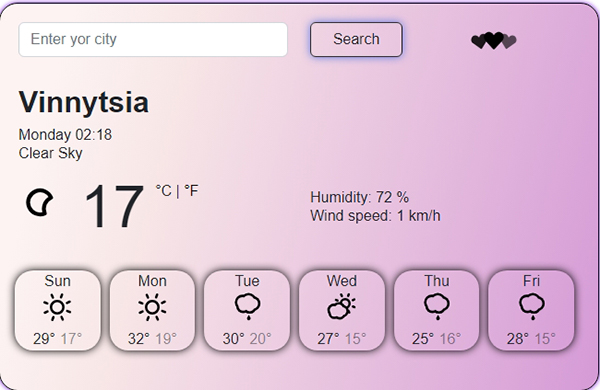 Enter yor city
Search
Vinnytsia
Monday 02:18
Clear Sky
17 °C | °F
Humidity: 72 %
Wind speed: 1 km/h
Sun Mon Tue Wed Thu Fri
29° 17° 32° 19° 30° 20° 27° 15° 25° 16° 28° 15°